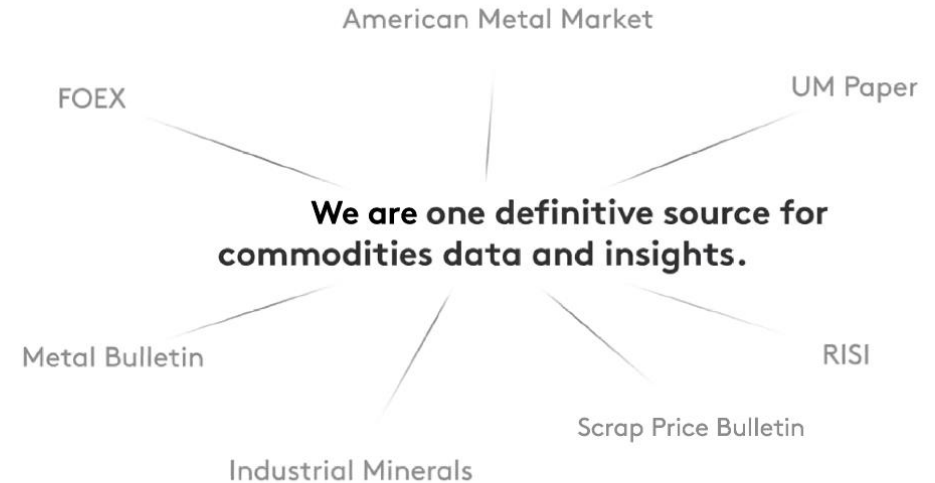 American Metal Market
FOEX
UM Paper
We are one definitive source for
commodities data and insights.
Metal Bulletin
RISI
Scrap Price Bulletin
Industrial Minerals